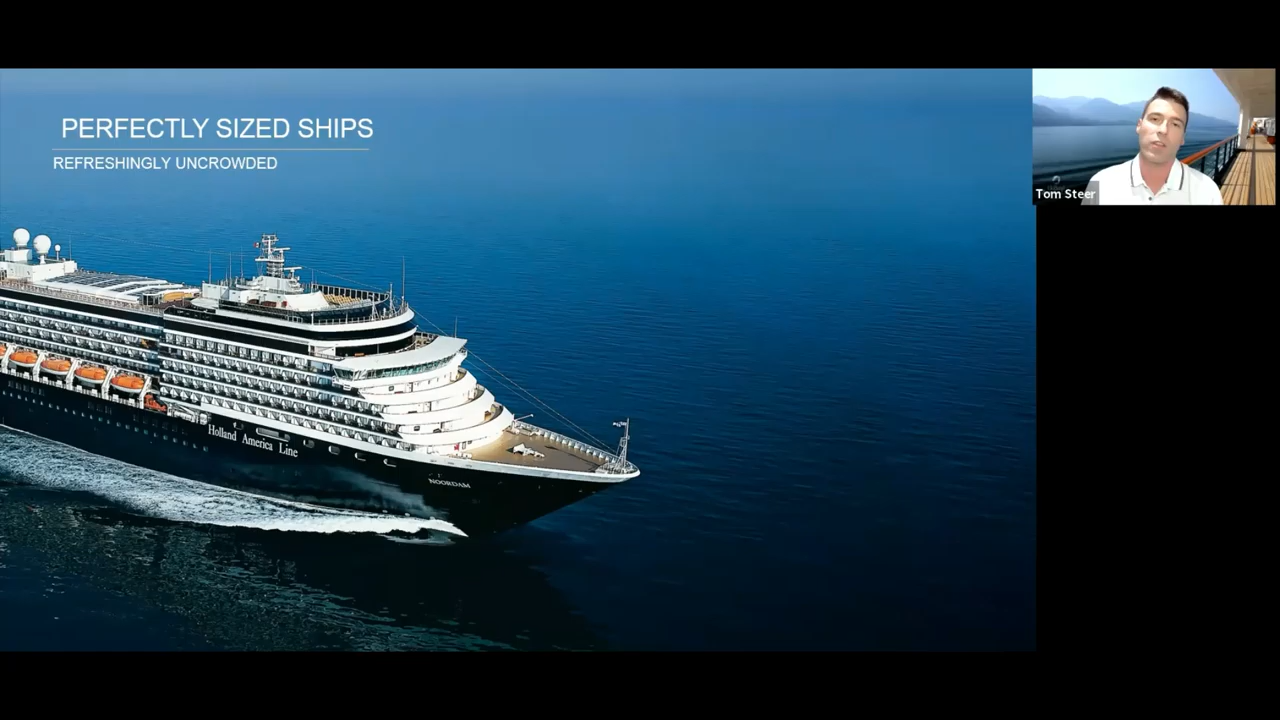 PERFECTLY SIZED SHIPS
REFRESHINGLY UNCROWDED
Tom Steer
Holland America Line
NOORDAM